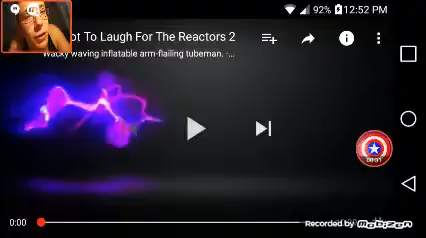 92% 12:52 PM
ot To Laugh For The Reactors 2
Wacky waving inflatable arm-flailing tubeman. -...
0:00
Recorded by mobizen